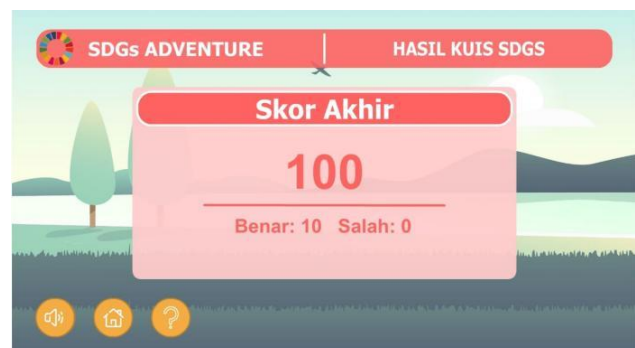 SDGs ADVENTURE
HASIL KUIS SDGS
Skor Akhir
100
Benar: 10 Salah: 0
?